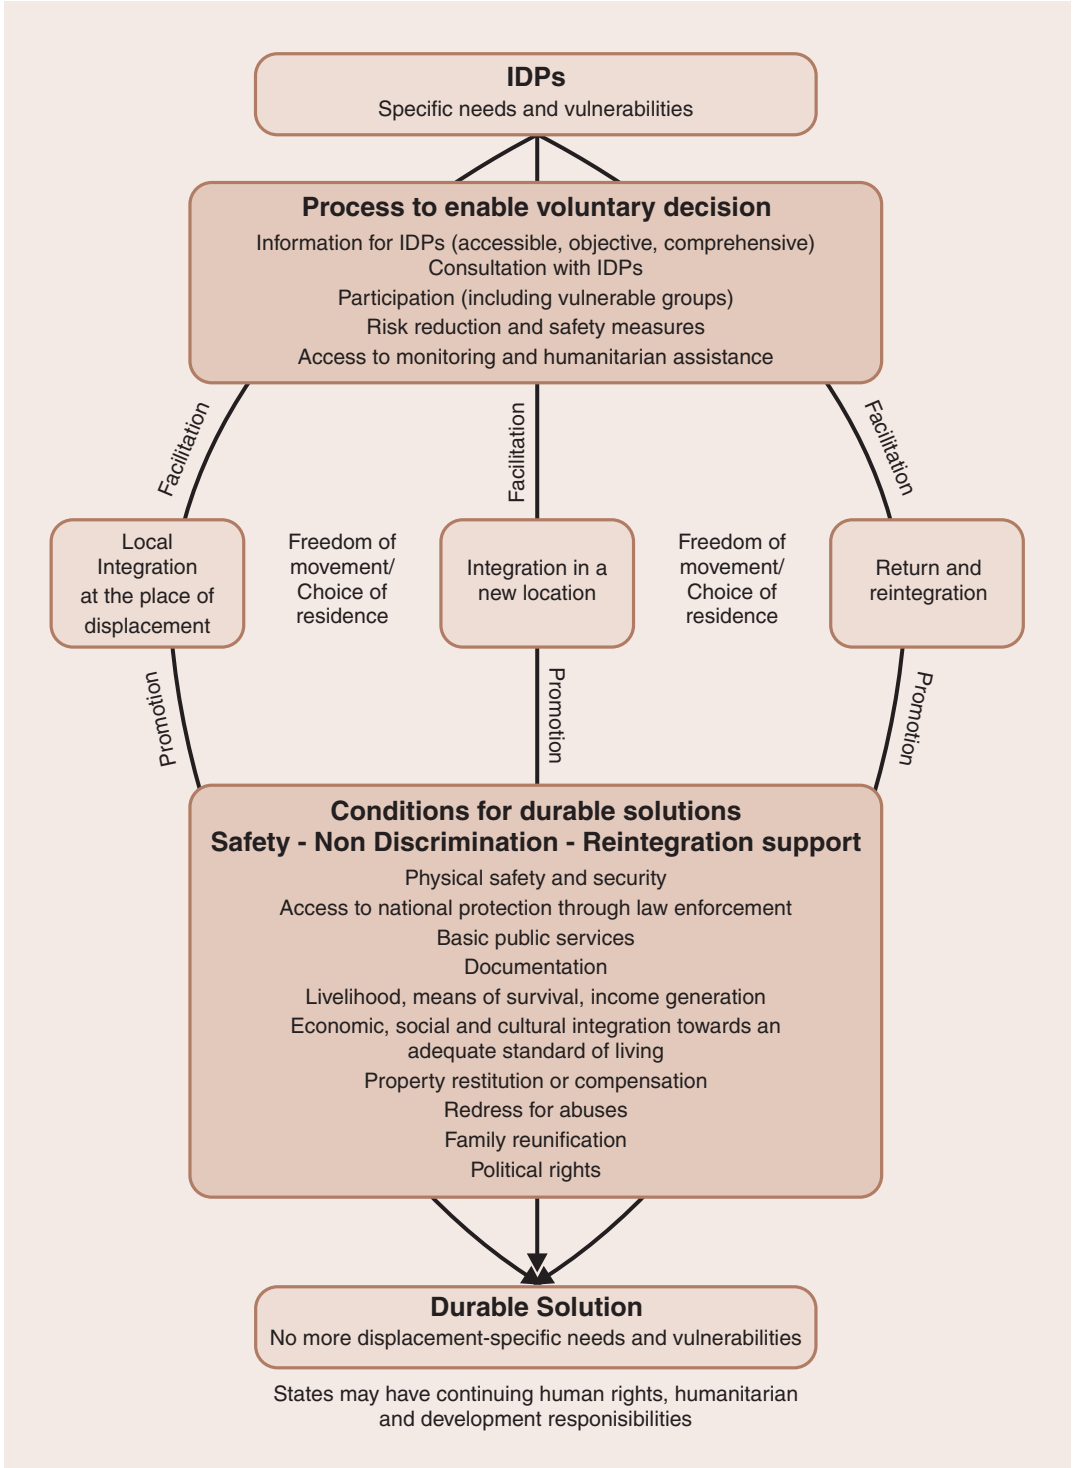 IDPs
Specific needs and vulnerabilities
Process to enable voluntary decision
Information for IDPs (accessible, objective, comprehensive)
Consultation with IDPs
Participation (including vulnerable groups)
Risk reduction and safety measures
Access to monitoring and humanitarian assistance
Facilitation
Facilitation
Facilitation
Local
Integration
at the place of
displacement
Freedom of
movement/
Choice of
residence
Integration in a
new location
Freedom of
movement/
Choice of
residence
Return and
reintegration
Promotion
Promotion
Promotion
Conditions for durable solutions
Safety - Non Discrimination - Reintegration support
Physical safety and security
Access to national protection through law enforcement
Basic public services
Documentation
Livelihood, means of survival, income generation
Economic, social and cultural integration towards an
adequate standard of living
Property restitution or compensation
Redress for abuses
Family reunification
Political rights
Durable Solution
No more displacement-specific needs and vulnerabilities
States may have continuing human rights, humanitarian
and development responisibilities